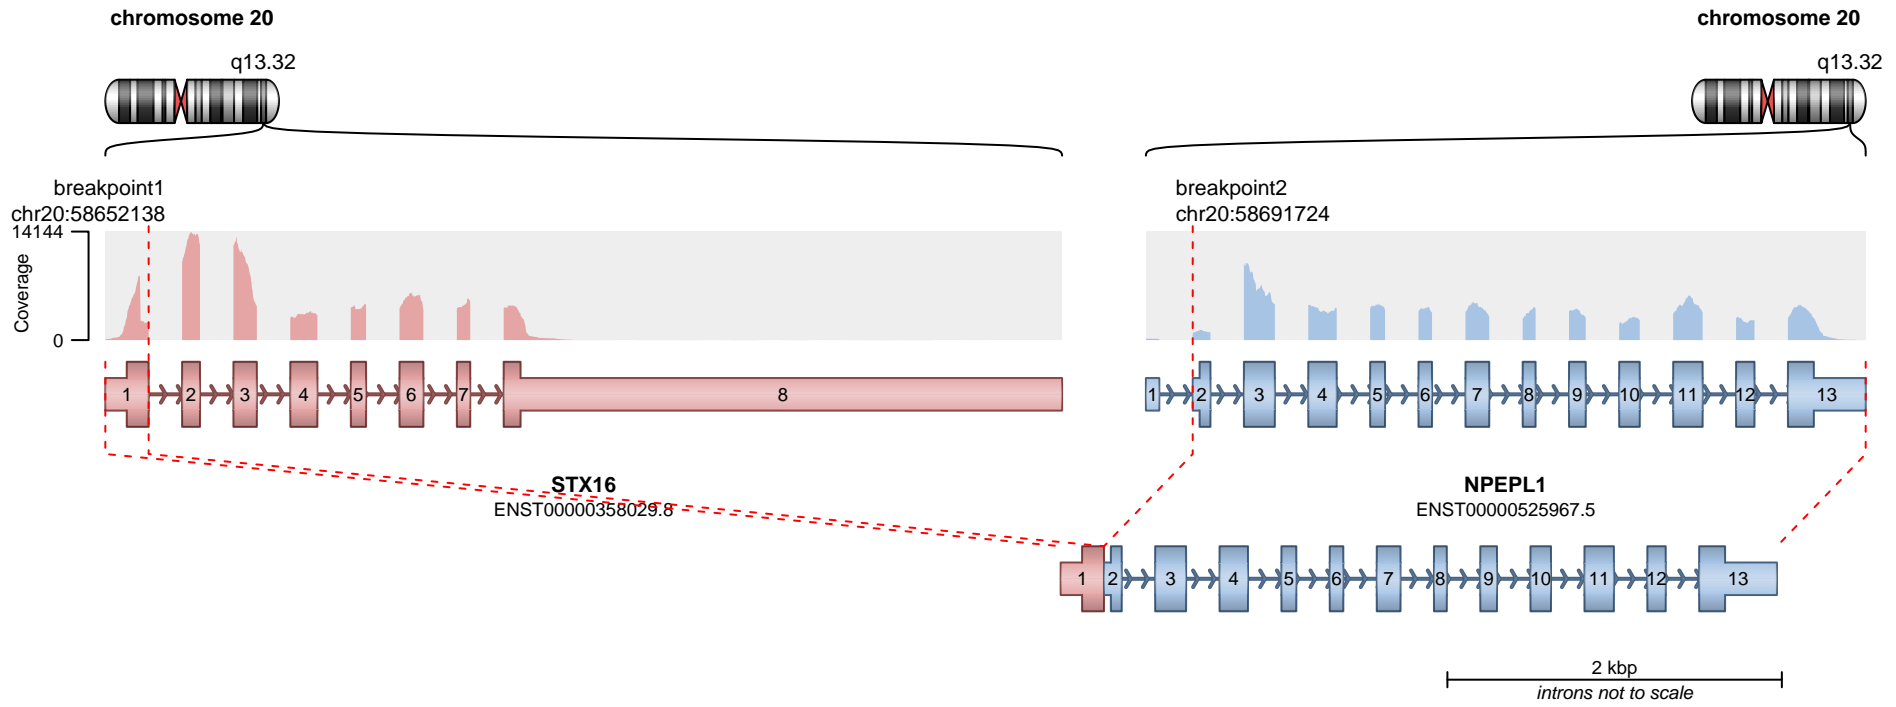 chromosome 20
chromosome 20
q13.32
q13.32
breakpoint1
chr20:58652138
breakpoint2
chr20:58691724
14144
Coverage
0
1 2 3 4 5 6 7 8
1 2 3 4 5 6 7 8 9 10 11 12 13
STX16
ENST00000358029.8
NPEPL1
ENST00000525967.5
1 2 3 4 5 6 7 8 9 10 11 12 13
2 kbp
introns not to scale